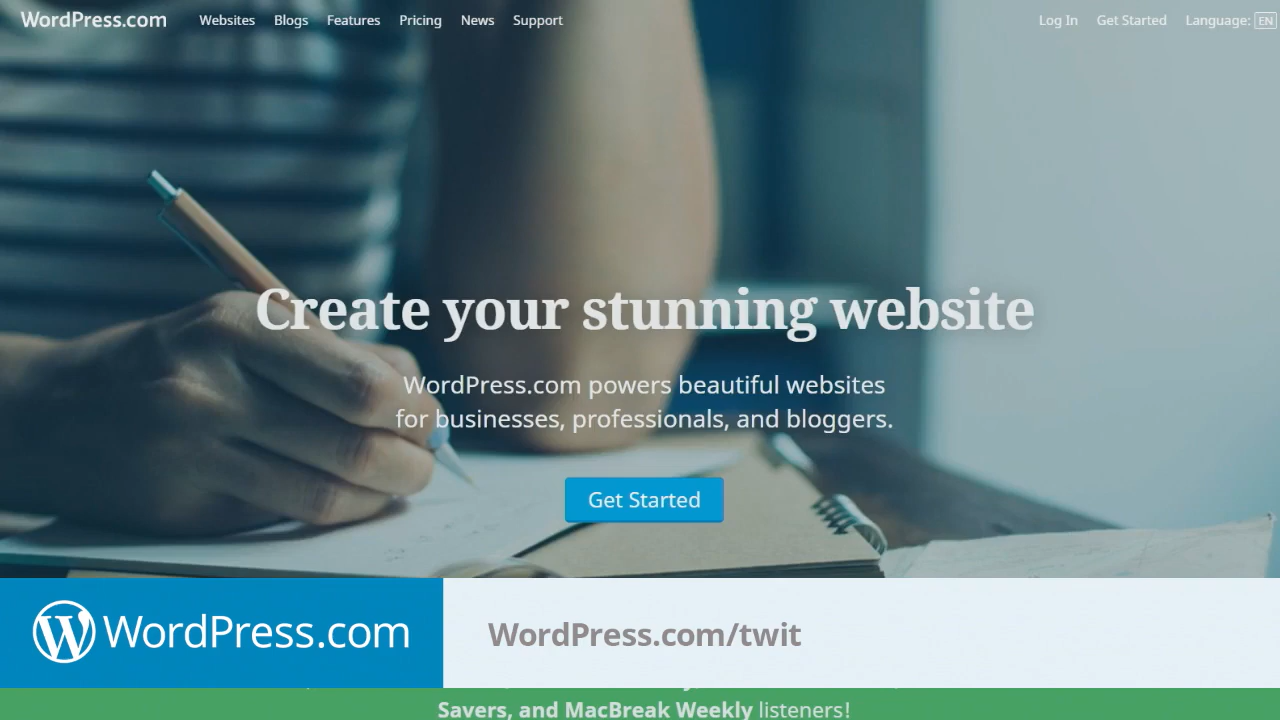 WordPress.com Websites Blogs Features Pricing News Support Log In Get Started Language: EN
Create your stunning website
WordPress.com powers beautiful websites
for businesses, professionals, and bloggers.
Get Started
WordPress.com WordPress.com/twit
Savers, and MacBreak Weekly listeners!